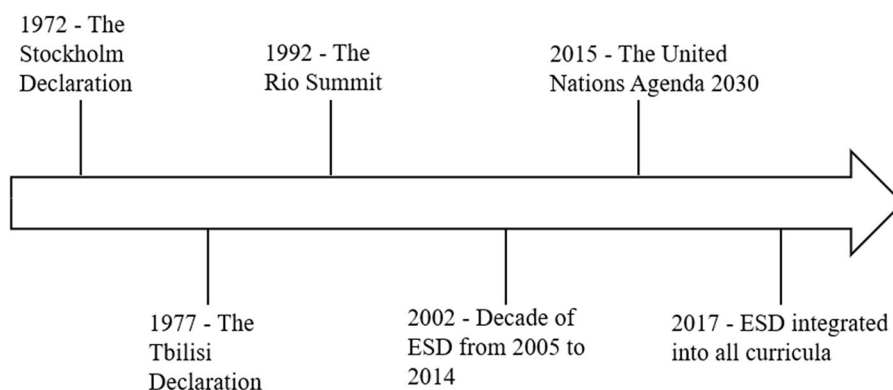 1972 - The
Stockholm
Declaration
1992 - The
Rio Summit
2015 - The United
Nations Agenda 2030
1977 - The
Tbilisi
Declaration
2002 - Decade of
ESD from 2005 to
2014
2017 - ESD integrated
into all curricula